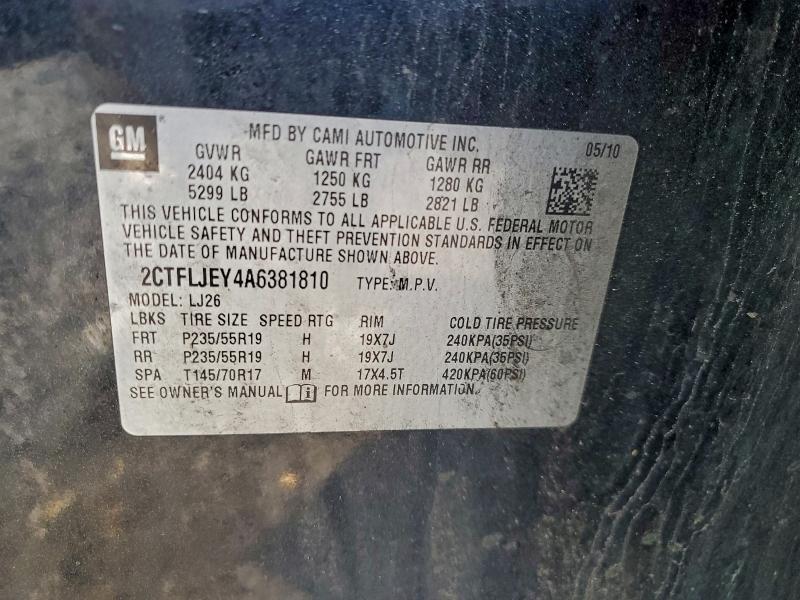 GM MFD BY CAMI AUTOMOTIVE INC. 05/10
GVWR GAWR FRT GAWR RR
2404 KG 1250 KG 1280 KG
5299 LB 2755 LB 2821 LB
THIS VEHICLE CONFORMS TO ALL APPLICABLE U.S. FEDERAL MOTOR
VEHICLE SAFETY AND THEFT PREVENTION STANDARDS IN EFFECT ON
THE DATE OF MANUFACTURE SHOWN ABOVE.
2CTFLJEY4A6381810 TYPE: M.P.V.
MODEL: LJ26
LBKS TIRE SIZE SPEED RTG RIM COLD TIRE PRESSURE
FRT P235/55R19 H 19X7J 240KPA(35PSI)
RR P235/55R19 H 19X7J 240KPA(35PSI)
SPA T145/70R17 M 17X4.5T 420KPA(60PSI)
SEE OWNER'S MANUAL FOR MORE INFORMATION.